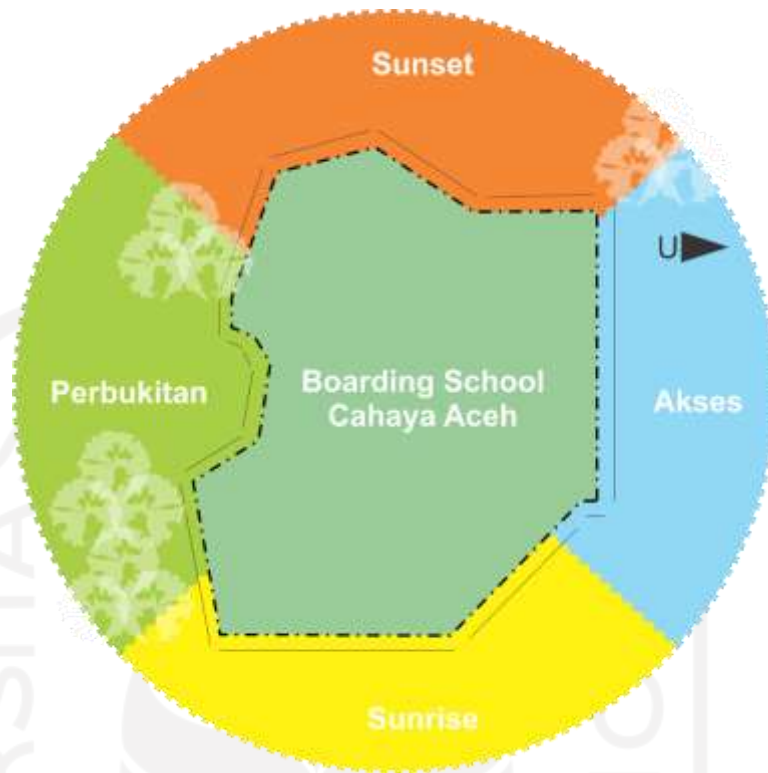 Sunset
U
Perbukitan
Boarding School
Cahaya Aceh
Akses
Sunrise